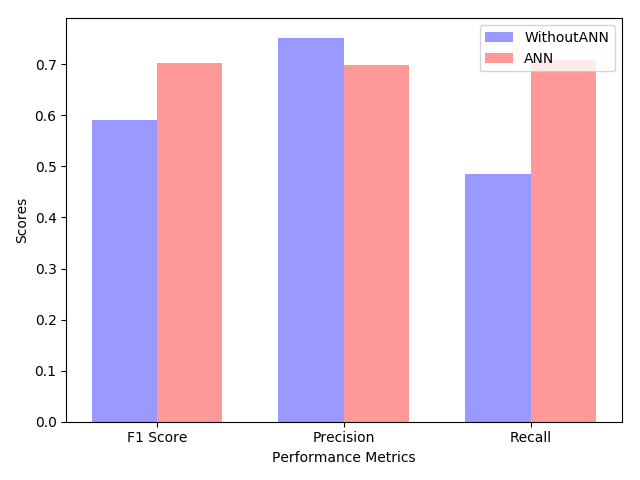 WithoutANN
ANN
0.7
0.6
0.5
0.4
0.3
0.2
0.1
0.0
Scores
F1 Score
Precision
Recall
Performance Metrics